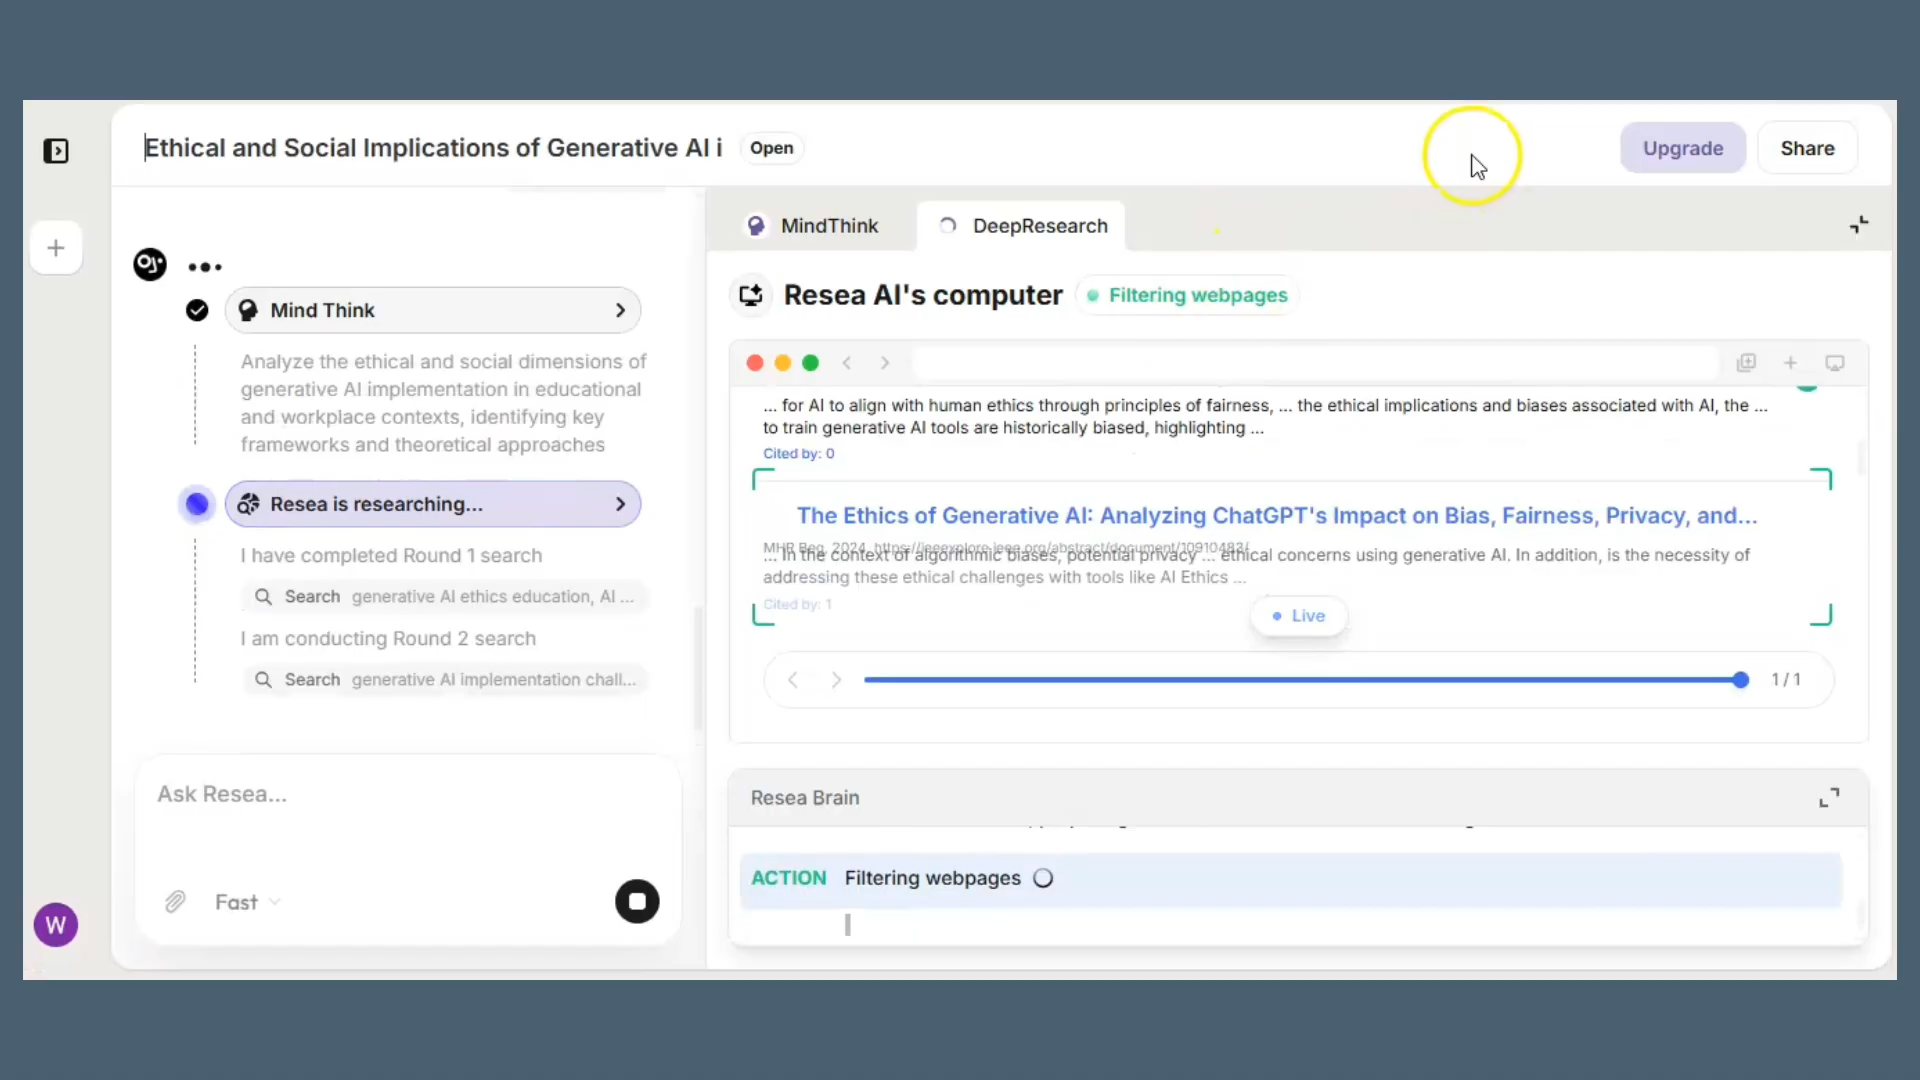 Ethical and Social Implications of Generative AI i
Open
Upgrade
Share
MindThink
DeepResearch
Mind Think
Analyze the ethical and social dimensions of
generative AI implementation in educational
and workplace contexts, identifying key
frameworks and theoretical approaches
Resea is researching...
I have completed Round 1 search
Search generative AI ethics education, AI ...
I am conducting Round 2 search
Search generative AI implementation chall...
Ask Resea...
Fast
W
Resea AI's computer
Filtering webpages
... for AI to align with human ethics through principles of fairness, ... the ethical implications and biases associated with AI, the ...
to train generative AI tools are historically biased, highlighting ...
Cited by: 0
The Ethics of Generative AI: Analyzing ChatGPT's Impact on Bias, Fairness, Privacy, and...
MHR Beg, 2024, https://ieeexplore.ieee.org/abstract/document/10910483/
... In the context of algorithmic biases, potential privacy ... ethical concerns using generative AI. In addition, is the necessity of
addressing these ethical challenges with tools like AI Ethics ...
Cited by: 1
Live
1 / 1
Resea Brain
ACTION Filtering webpages